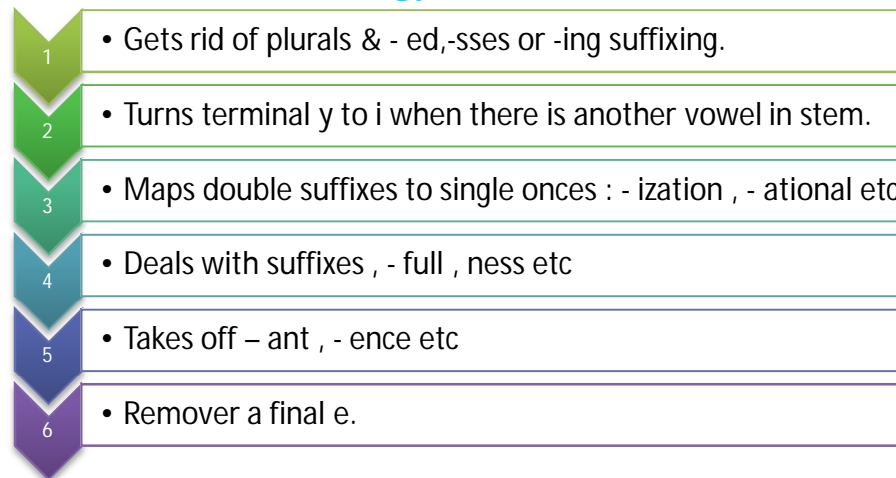 1
• Gets rid of plurals & - ed,-sses or -ing suffixing.
2
• Turns terminal y to i when there is another vowel in stem.
3
• Maps double suffixes to single onces : - ization , - ational etc
4
• Deals with suffixes , - full , ness etc
5
• Takes off – ant , - ence etc
6
• Remover a final e.